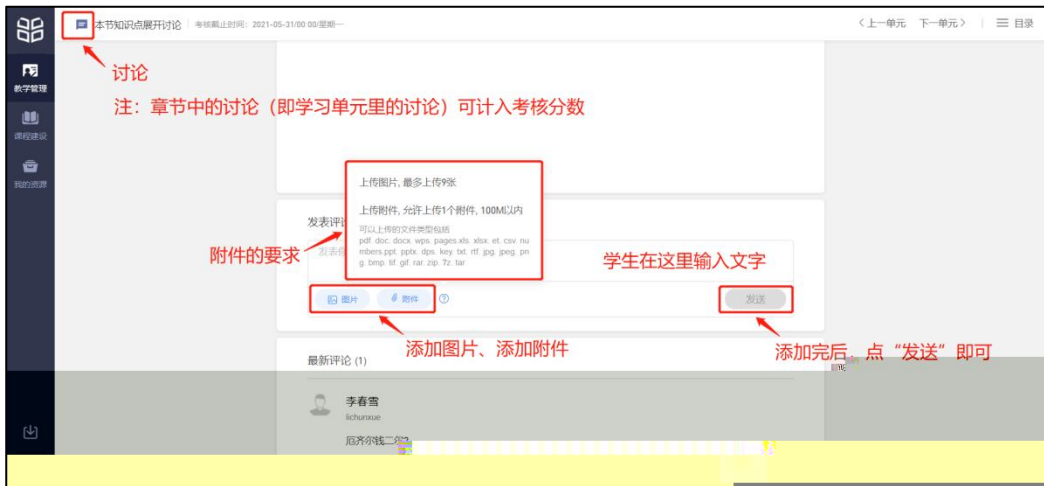 本节知识点展开讨论 考核截止时间：2021-05-31/00:00/星期一 〈上一单元 下一单元〉 目录
讨论
教学管理
注：章节中的讨论（即学习单元里的讨论）可计入考核分数
课程建设
我的资源
上传图片, 最多上传9张
上传附件, 允许上传1个附件, 100M以内
发表评
可以上传的文件类型包括
pdf doc. docx. wps. pages.xls. xlsx. et. csv. nu
mbers.ppt. pptx. dps. key. txt. rtf. jpg. jpeg. pn
g. bmp. tif. gif. rar. zip. 7z. tar
附件的要求
学生在这里输入文字
图片 附件 发送
添加图片、添加附件
添加完后，点“发送”即可
最新评论 (1)
李春雪
lichunxue